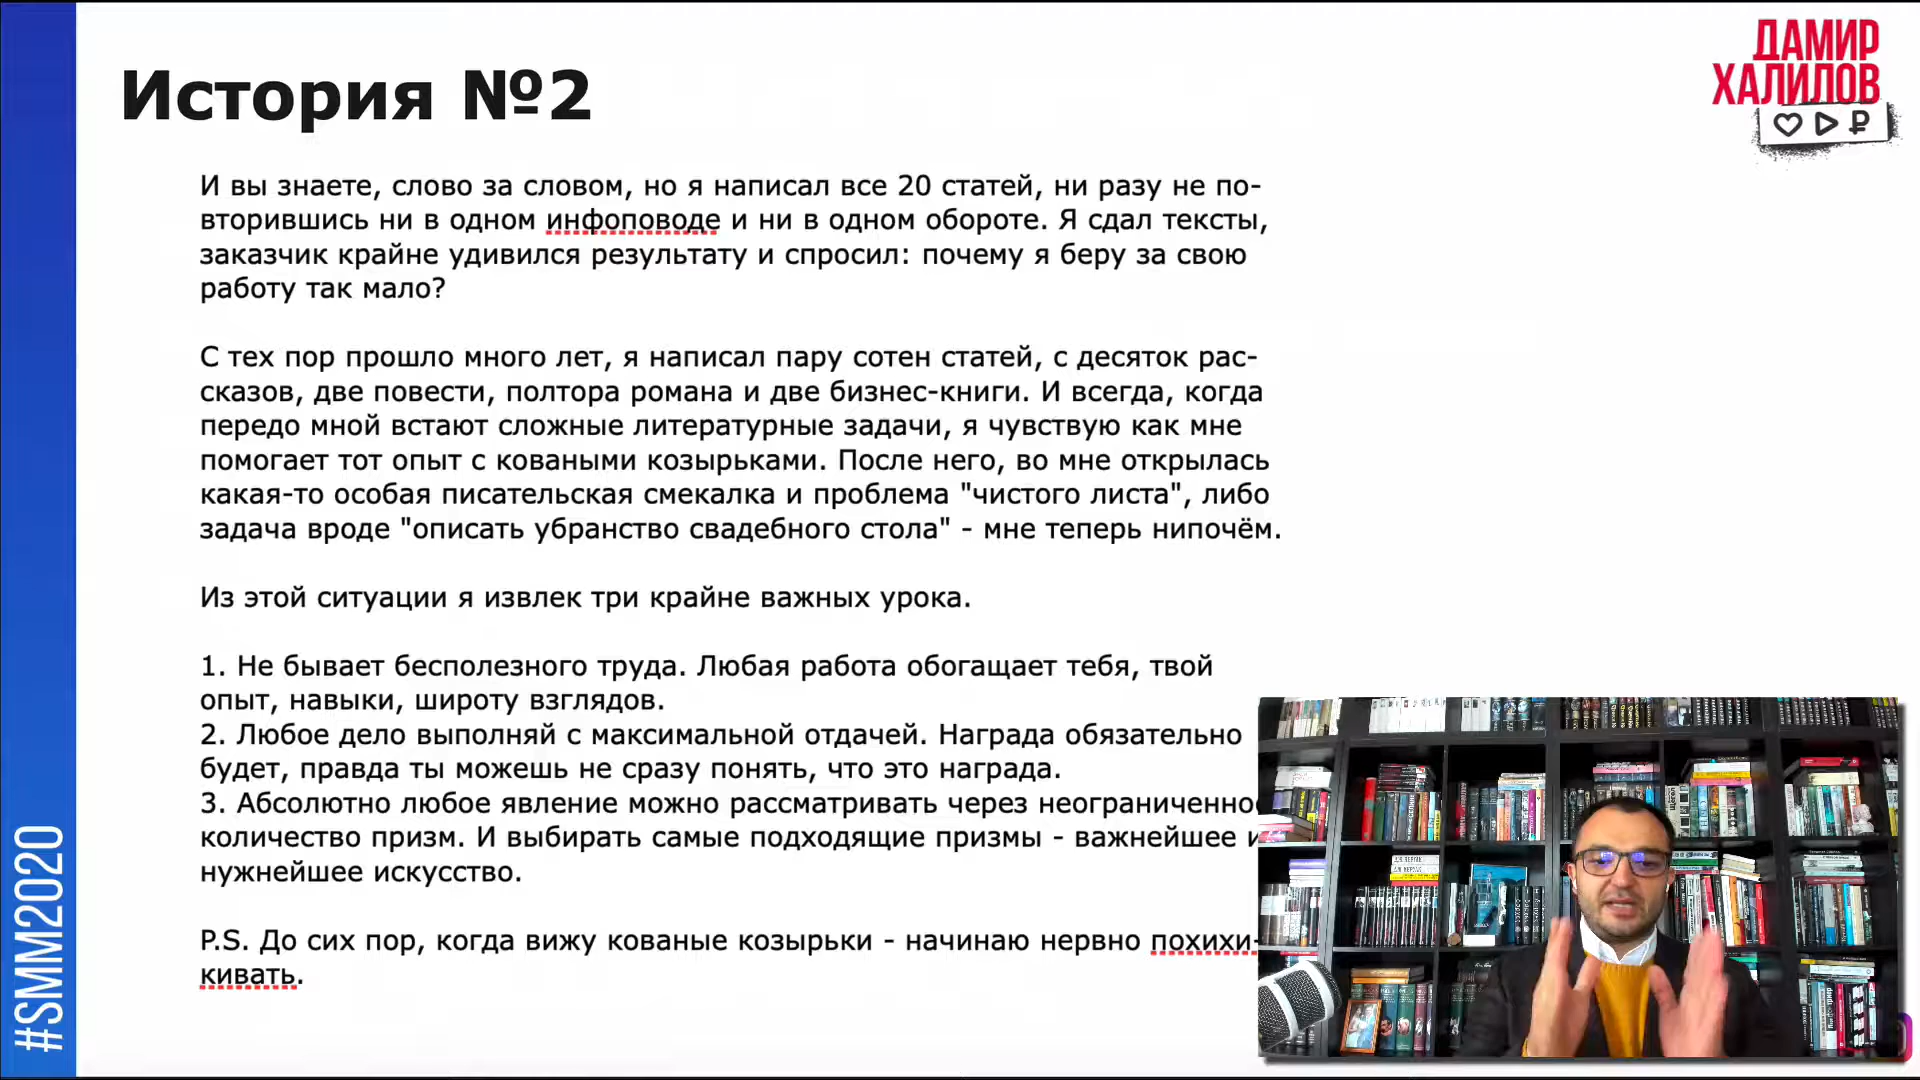 История №2
ДАМИР
ХАЛИЛОВ
И вы знаете, слово за словом, но я написал все 20 статей, ни разу не по-
вторившись ни в одном инфоповоде и ни в одном обороте. Я сдал тексты,
заказчик крайне удивился результату и спросил: почему я беру за свою
работу так мало?
С тех пор прошло много лет, я написал пару сотен статей, с десяток рас-
сказов, две повести, полтора романа и две бизнес-книги. И всегда, когда
передо мной встают сложные литературные задачи, я чувствую как мне
помогает тот опыт с коваными козырьками. После него, во мне открылась
какая-то особая писательская смекалка и проблема "чистого листа", либо
задача вроде "описать убранство свадебного стола" - мне теперь нипочём.
Из этой ситуации я извлек три крайне важных урока.
1. Не бывает бесполезного труда. Любая работа обогащает тебя, твой
опыт, навыки, широту взглядов.
2. Любое дело выполняй с максимальной отдачей. Награда обязательно
будет, правда ты можешь не сразу понять, что это награда.
3. Абсолютно любое явление можно рассматривать через неограниченно
количество призм. И выбирать самые подходящие призмы - важнейшее и
нужнейшее искусство.
P.S. До сих пор, когда вижу кованые козырьки - начинаю нервно похихи-
кивать.
#SMM2020